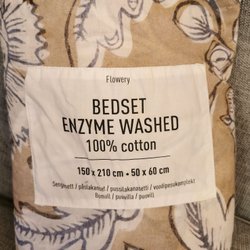 Flowery
BEDSET
ENZYME WASHED
100% cotton
150 x 210 cm • 50 x 60 cm
Sengesett / påslakanset / pussilakanasetti / voodipesukomplekt
Bomull / puuvilla / puuvill